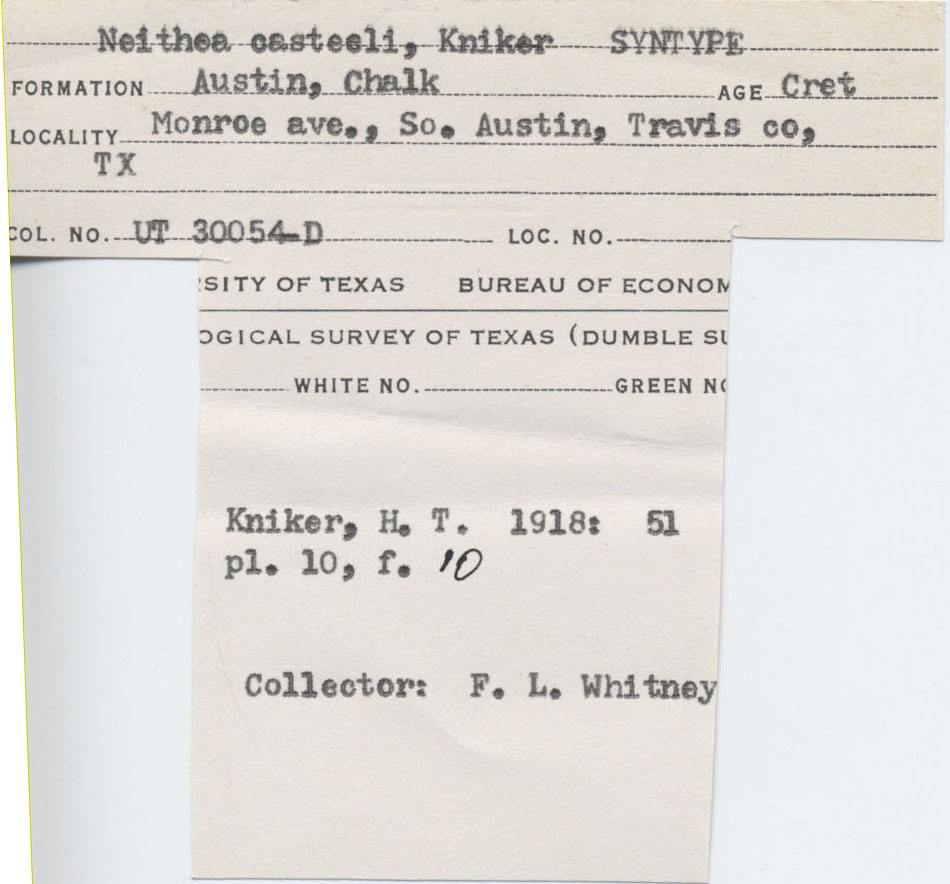 Neithea casteeli, Kniker SYNTYPE
FORMATION Austin, Chalk AGE Cret
LOCALITY Monroe ave., So. Austin, Travis co,
TX
COL. NO. UT 30054-D LOC. NO.
RSITY OF TEXAS BUREAU OF ECONOM
OGICAL SURVEY OF TEXAS (DUMBLE SU
WHITE NO. GREEN NO
Kniker, H. T. 1918: 51
pl. 10, f. 10
Collector: F. L. Whitney